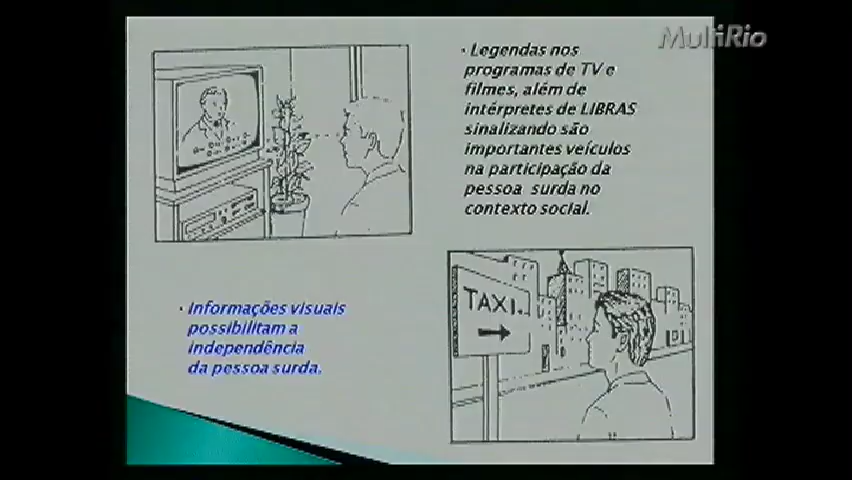 MultiRio
· Legendas nos
programas de TV e
filmes, além de
intérpretes de LIBRAS
sinalizando são
importantes veículos
na participação da
pessoa surda no
contexto social.
TAXI.
· Informações visuais
possibilitam a
independência
da pessoa surda.